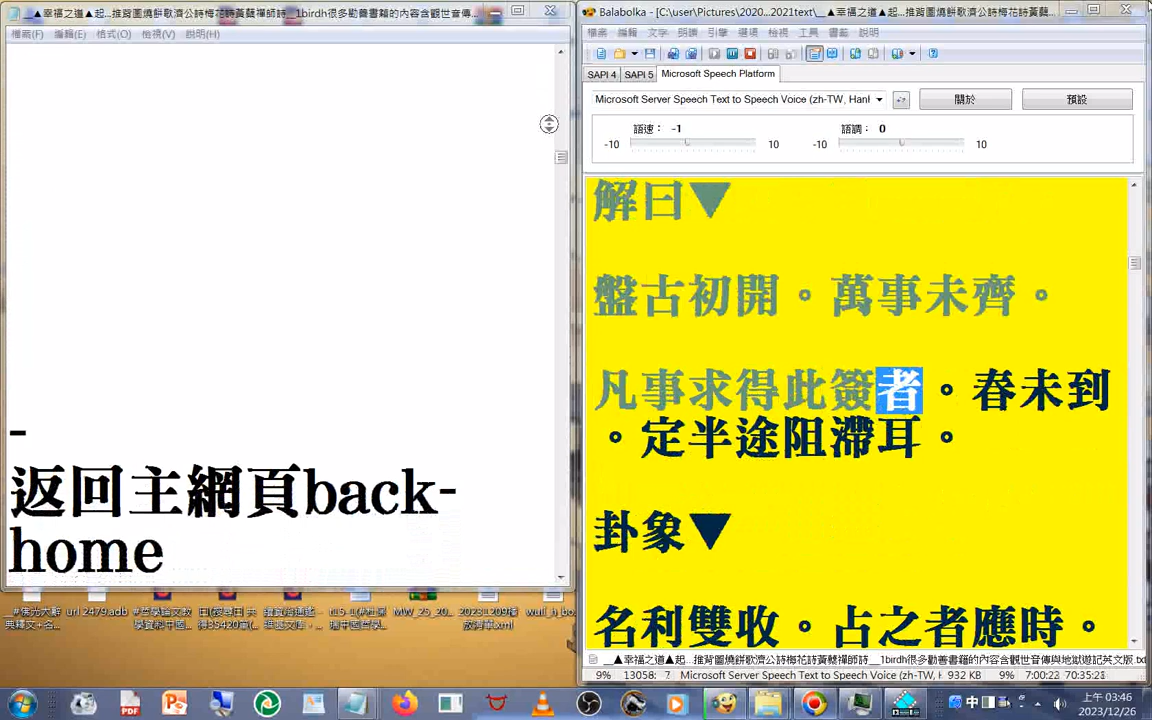 __▲幸福之道▲起...推背圖燒餅歌濟公詩梅花詩黃蘗禪師詩__1birdh很多勸善書籍的內容含觀世音傳...
檔案(F) 編輯(E) 格式(O) 檢視(V) 說明(H)
-
返回主網頁back-
home
Balabolka - [C:\user\Pictures\2020...2021text\__▲幸福之道▲起...推背圖燒餅歌濟公詩梅花詩黃蘗禪師詩...
檔案 編輯 文字 朗讀 引擎 選項 檢視 工具 書籤 說明
SAPI 4 SAPI 5 Microsoft Speech Platform
Microsoft Server Speech Text to Speech Voice (zh-TW, Hanl
關於 預設
語速： -1 語調： 0
-10 10 -10 10
解曰▼
盤古初開。萬事未齊。
凡事求得此簽者。春未到
。定半途阻滯耳。
卦象▼
名利雙收。占之者應時。
__▲幸福之道▲起...推背圖燒餅歌濟公詩梅花詩黃蘗禪師詩__1birdh很多勸善書籍的內容含觀世音傳與地獄遊記英文版.txt
9% 13058: ? Microsoft Server Speech Text to Speech Voice (zh-TW, H 932 KB 7:00:22 70:35:21
url 2479.adb
PDF
中
上午 03:46
2023/12/26